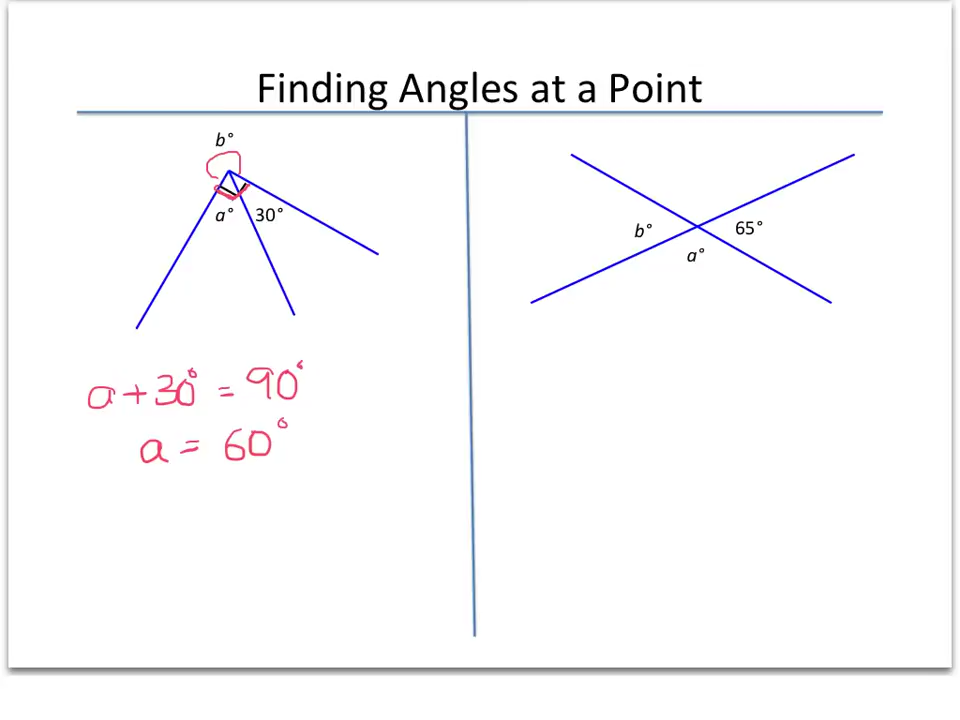 Finding Angles at a Point
b°
a° 30°
a + 30° = 90°
a = 60°
b° 65°
a°